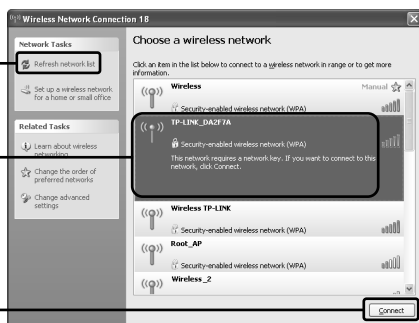 Wireless Network Connection 18
Network Tasks
Refresh network list
Set up a wireless network
for a home or small office
Related Tasks
Learn about wireless
networking
Change the order of
preferred networks
Change advanced
settings
Choose a wireless network
Click an item in the list below to connect to a wireless network in range or to get more
information.
Wireless
Manual
Security-enabled wireless network (WPA)
TP-LINK_DA2F7A
Security-enabled wireless network (WPA)
This network requires a network key. If you want to connect to this
network, click Connect.
Wireless TP-LINK
Security-enabled wireless network (WPA)
Root_AP
Security-enabled wireless network (WPA)
Wireless_2
Connect